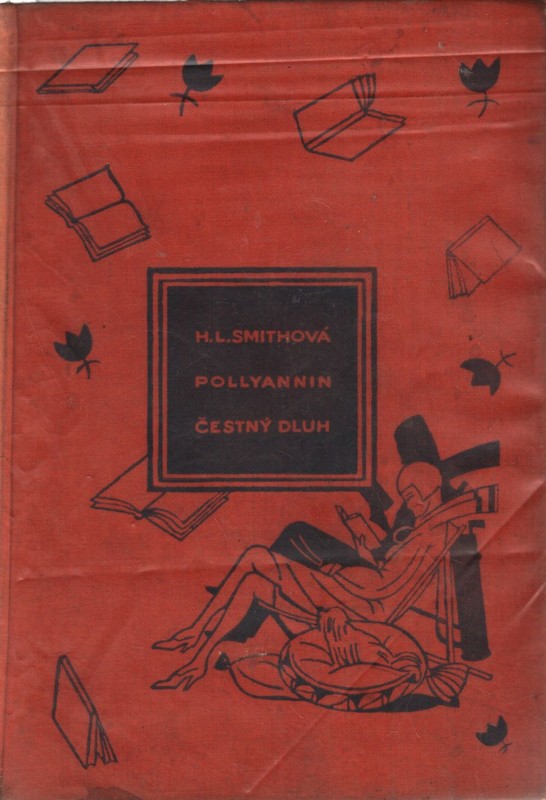 H.L.SMITHOVÁ
POLLYANNIN
ČESTNÝ DLUH